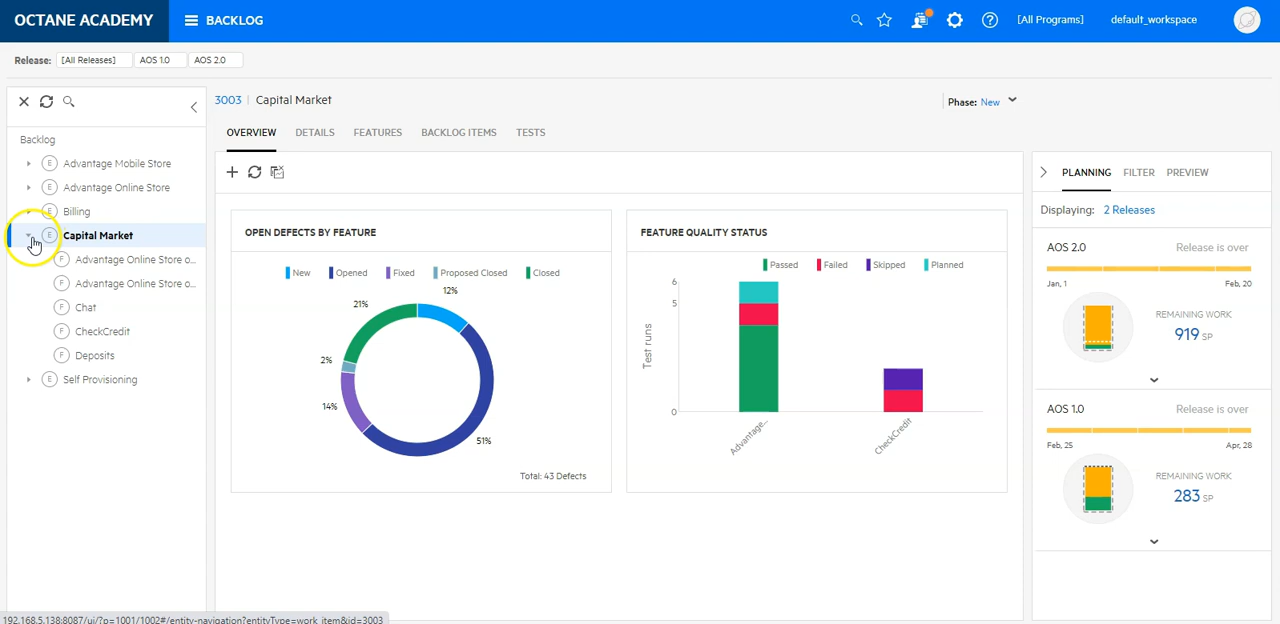 OCTANE ACADEMY
BACKLOG
[All Programs]
default_workspace
Release:
[All Releases]
AOS 1.0
AOS 2.0
3003
Capital Market
Phase: New
Backlog
E Advantage Mobile Store
E Advantage Online Store
E Billing
E Capital Market
F Advantage Online Store o...
F Advantage Online Store o...
F Chat
F CheckCredit
F Deposits
E Self Provisioning
OVERVIEW
DETAILS
FEATURES
BACKLOG ITEMS
TESTS
OPEN DEFECTS BY FEATURE
New
Opened
Fixed
Proposed Closed
Closed
12%
21%
2%
14%
51%
Total: 43 Defects
FEATURE QUALITY STATUS
Passed
Failed
Skipped
Planned
6
5
0
Test runs
Advantage...
CheckCredit
PLANNING
FILTER
PREVIEW
Displaying: 2 Releases
AOS 2.0
Release is over
Jan, 1
Feb, 20
REMAINING WORK
919 SP
AOS 1.0
Release is over
Feb, 25
Apr, 28
REMAINING WORK
283 SP
192.168.5.138:8087/ui/?p=1001/1002#/entity-navigation?entityType=work_item&id=3003